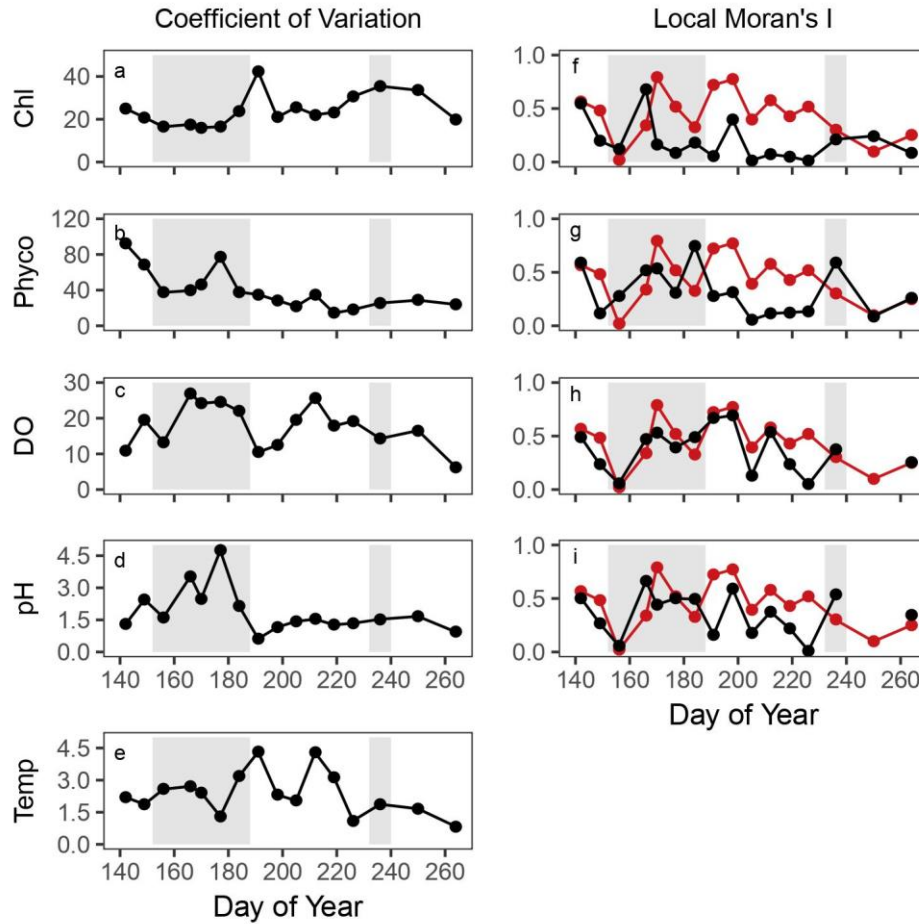 Coefficient of Variation
Local Moran's I
a
Chl
40
20
0
f
1.0
0.5
0.0
b
Phyco
120
80
40
0
g
1.0
0.5
0.0
c
DO
30
20
10
0
h
1.0
0.5
0.0
d
pH
4.5
3.0
1.5
0.0
140 160 180 200 220 240 260
i
1.0
0.5
0.0
140 160 180 200 220 240 260
Day of Year
e
Temp
4.5
3.0
1.5
0.0
140 160 180 200 220 240 260
Day of Year